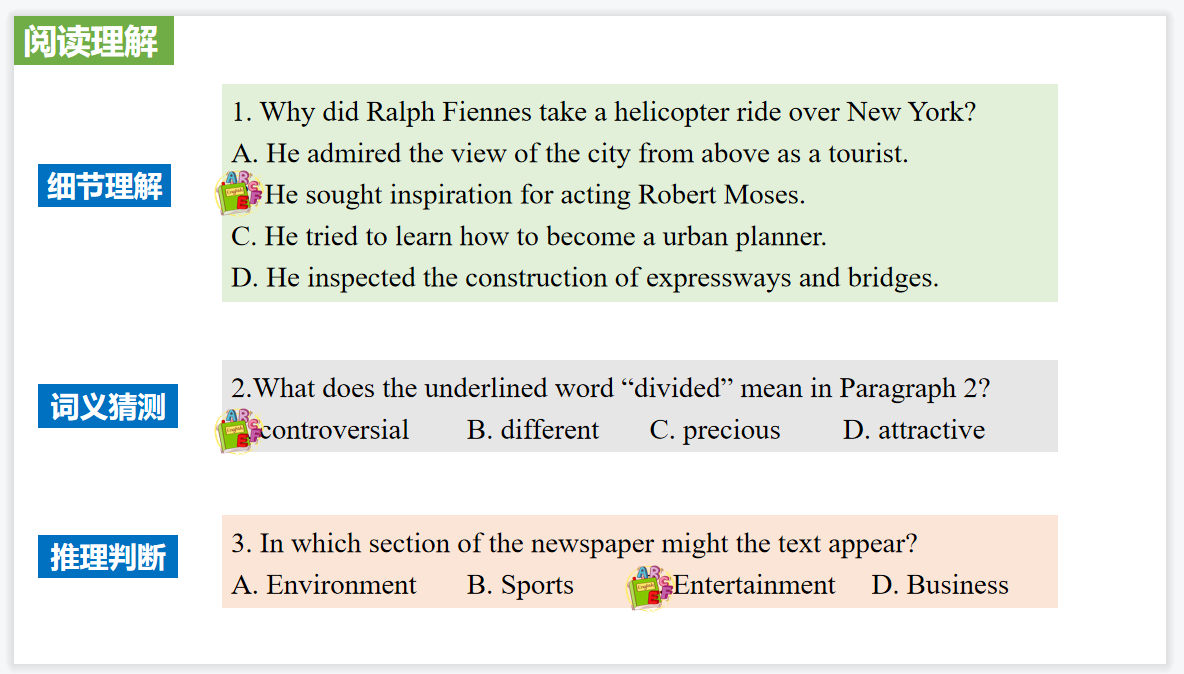 阅读理解
1. Why did Ralph Fiennes take a helicopter ride over New York?
A. He admired the view of the city from above as a tourist.
细节理解
He sought inspiration for acting Robert Moses.
C. He tried to learn how to become a urban planner.
D. He inspected the construction of expressways and bridges.
2.What does the underlined word “divided” mean in Paragraph 2?
词义猜测
controversial B. different C. precious D. attractive
3. In which section of the newspaper might the text appear?
推理判断
A. Environment B. Sports Entertainment D. Business